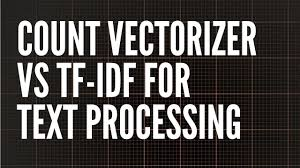 COUNT VECTORIZER
VS TF-IDF FOR
TEXT PROCESSING